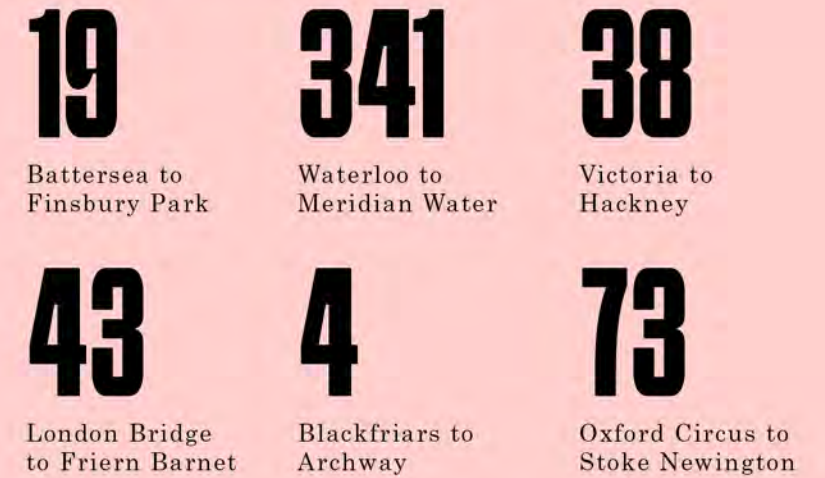 19
Battersea to
Finsbury Park
341
Waterloo to
Meridian Water
38
Victoria to
Hackney
43
London Bridge
to Friern Barnet
4
Blackfriars to
Archway
73
Oxford Circus to
Stoke Newington